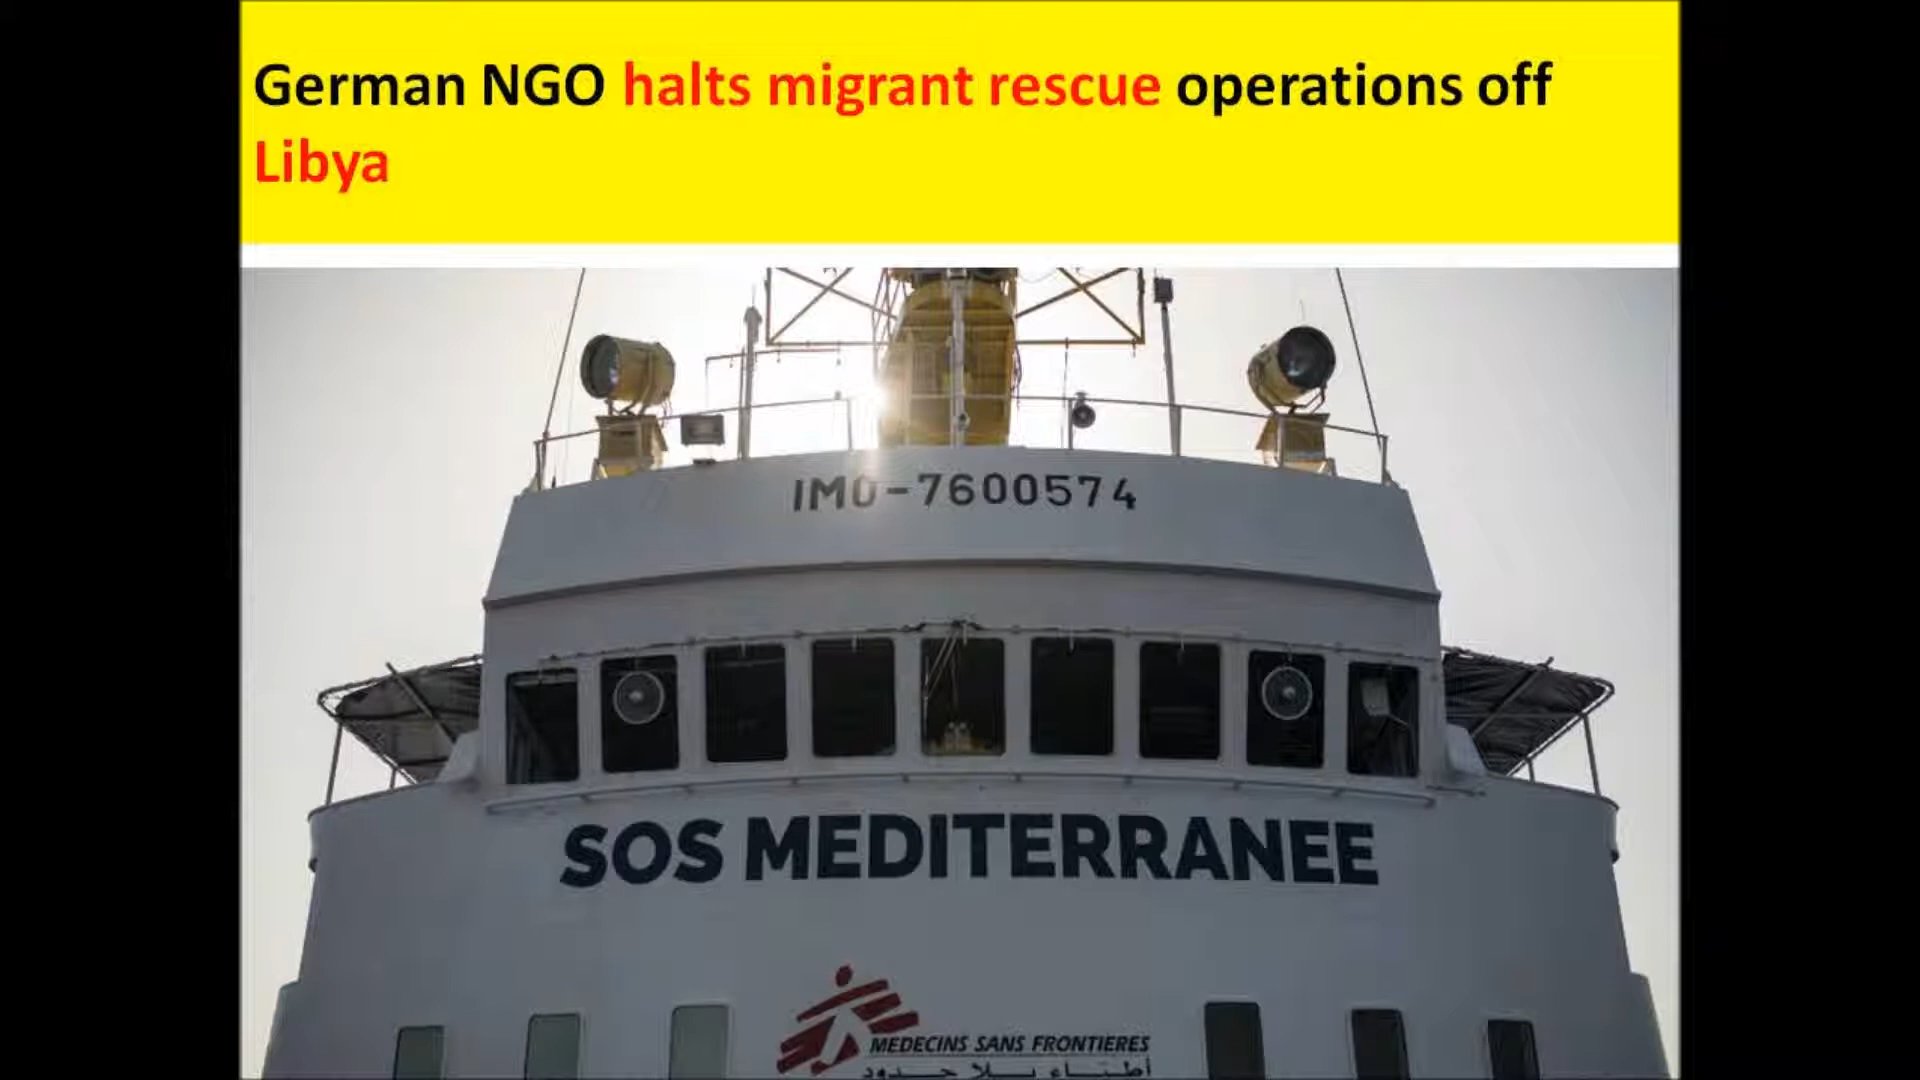 German NGO halts migrant rescue operations off
Libya
IMO-7600574
SOS MEDITERRANEE
MEDECINS SANS FRONTIERES
أطباء بلا حدود